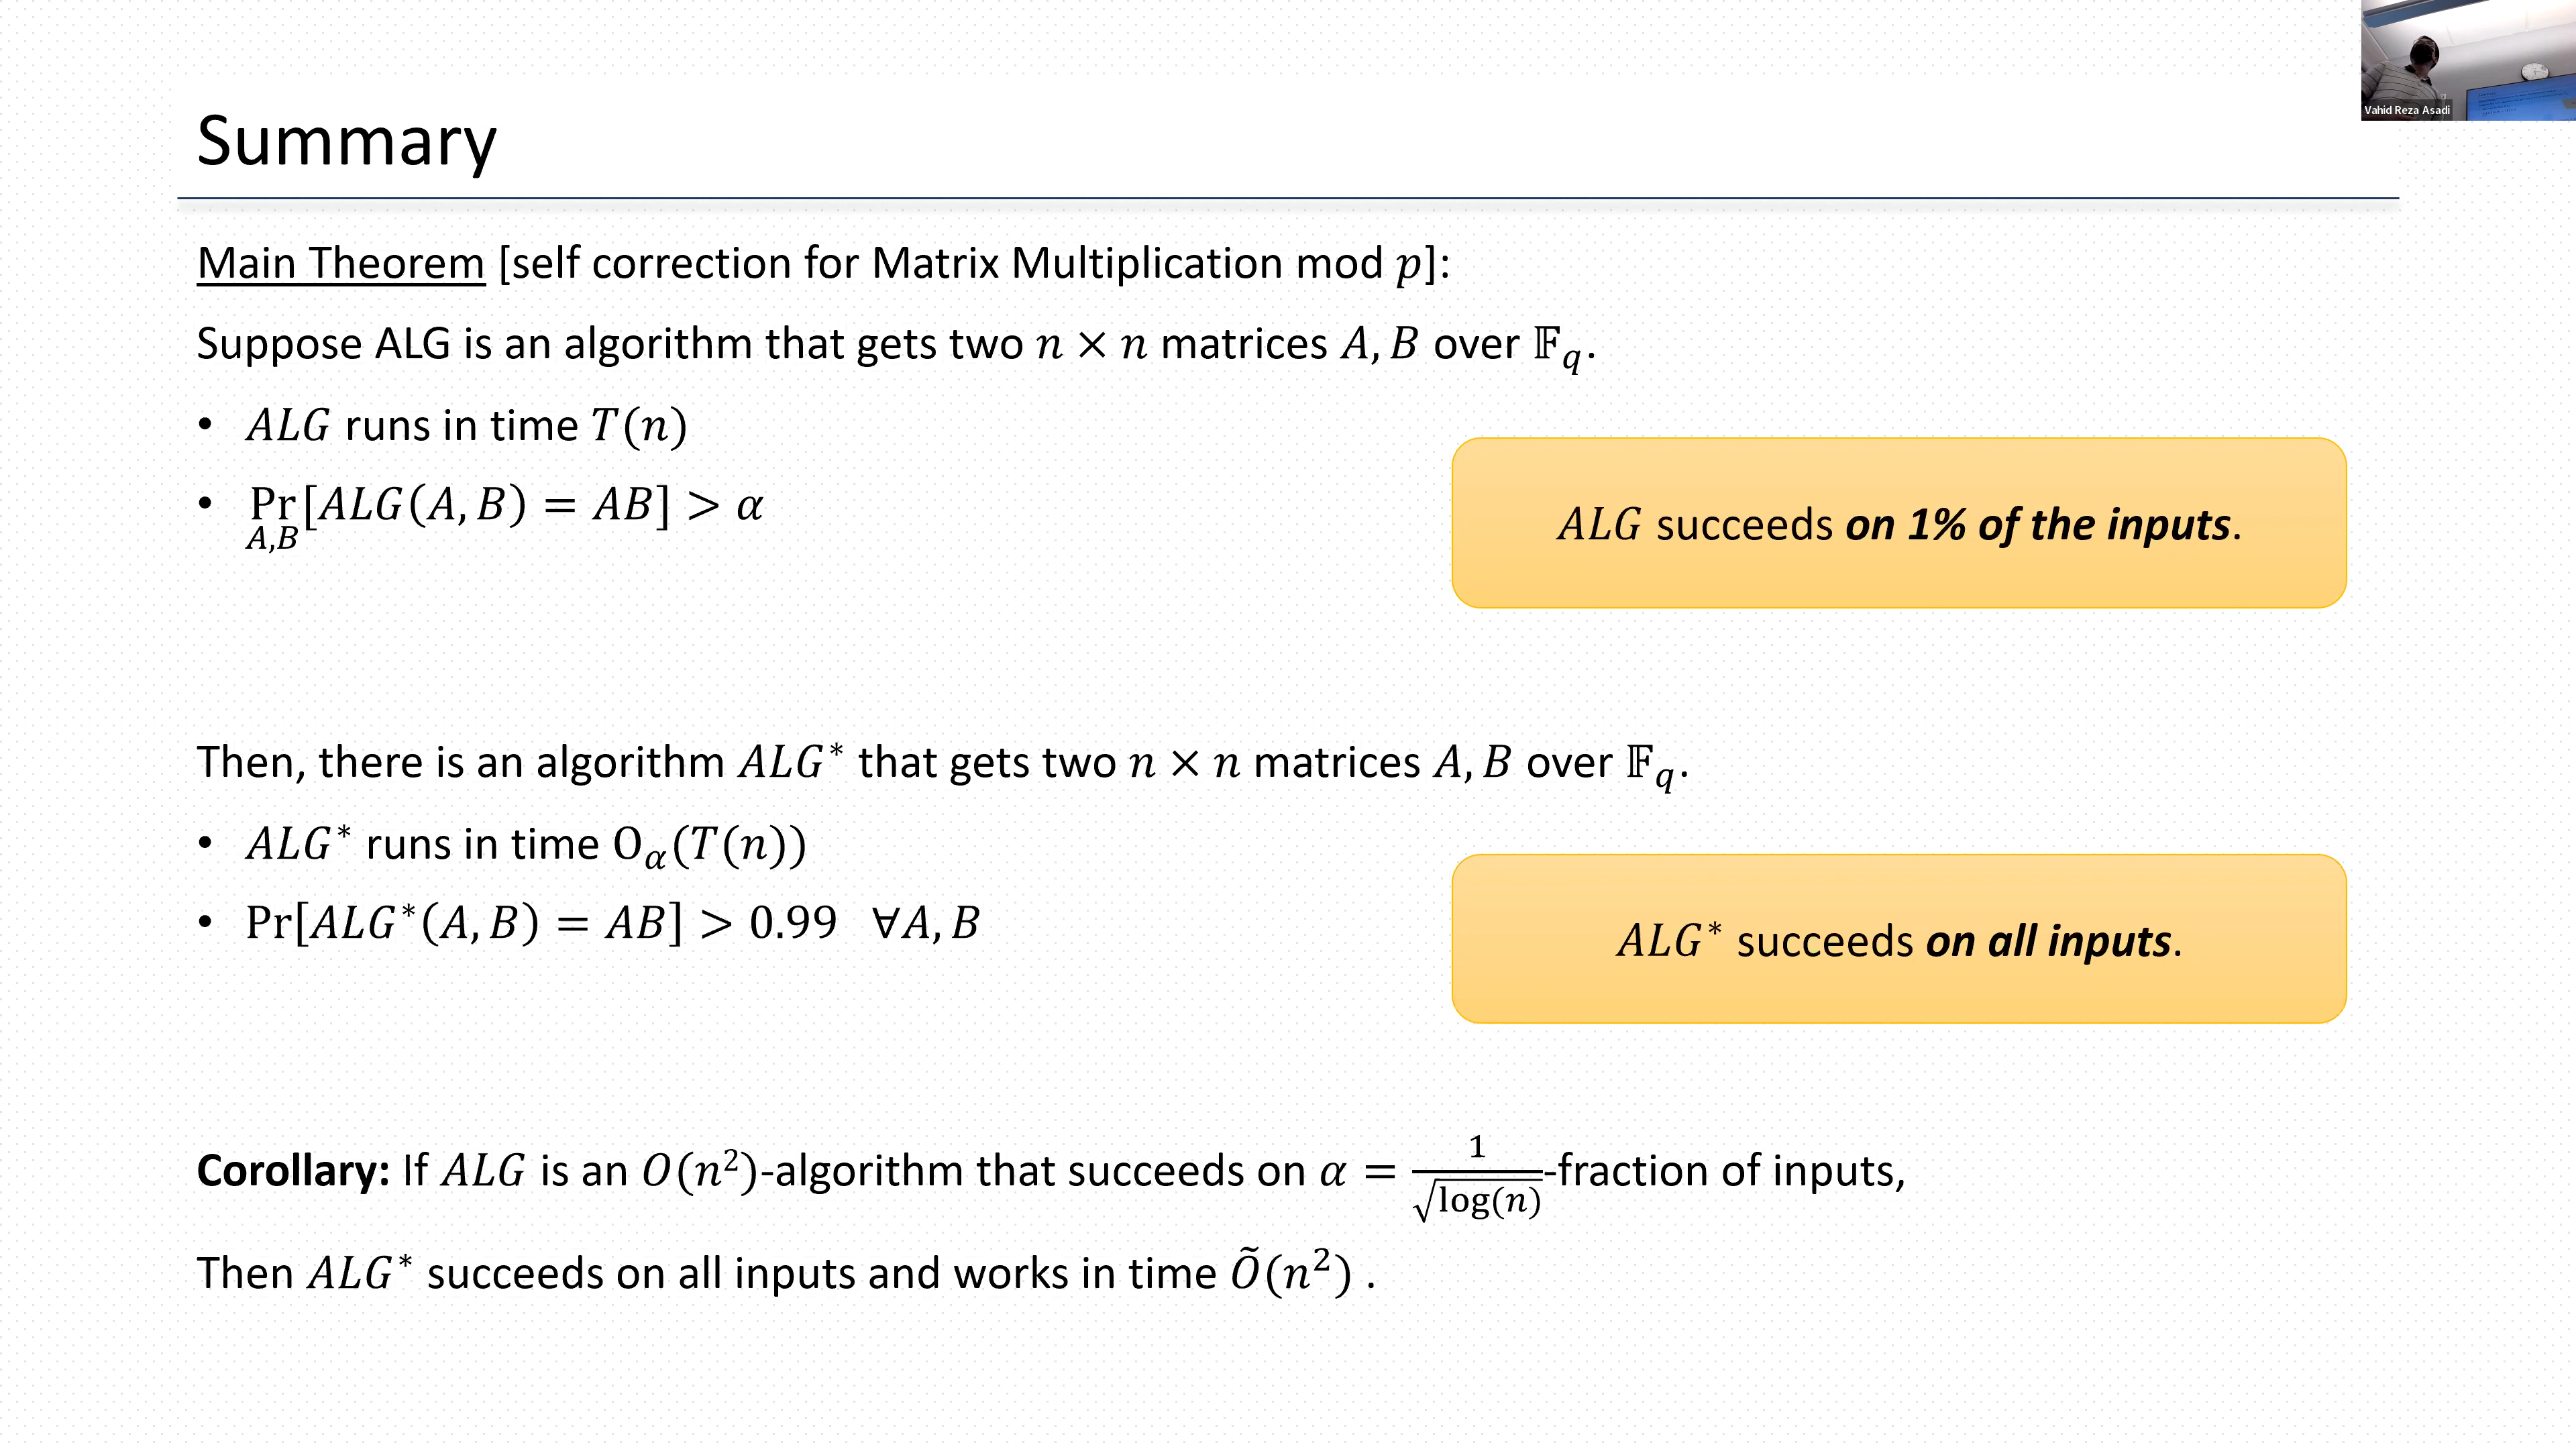 Vahid Reza Asadi
Summary
Main Theorem [self correction for Matrix Multiplication mod p]:
Suppose ALG is an algorithm that gets two n × n matrices A, B over 𝔽_q.
• ALG runs in time T(n)
• Pr_{A,B}[ALG(A, B) = AB] > α
ALG succeeds on 1% of the inputs.
Then, there is an algorithm ALG* that gets two n × n matrices A, B over 𝔽_q.
• ALG* runs in time O_α(T(n))
• Pr[ALG*(A, B) = AB] > 0.99 ∀A, B
ALG* succeeds on all inputs.
Corollary: If ALG is an O(n²)-algorithm that succeeds on α = 1/√log(n)-fraction of inputs,
Then ALG* succeeds on all inputs and works in time Õ(n²) .